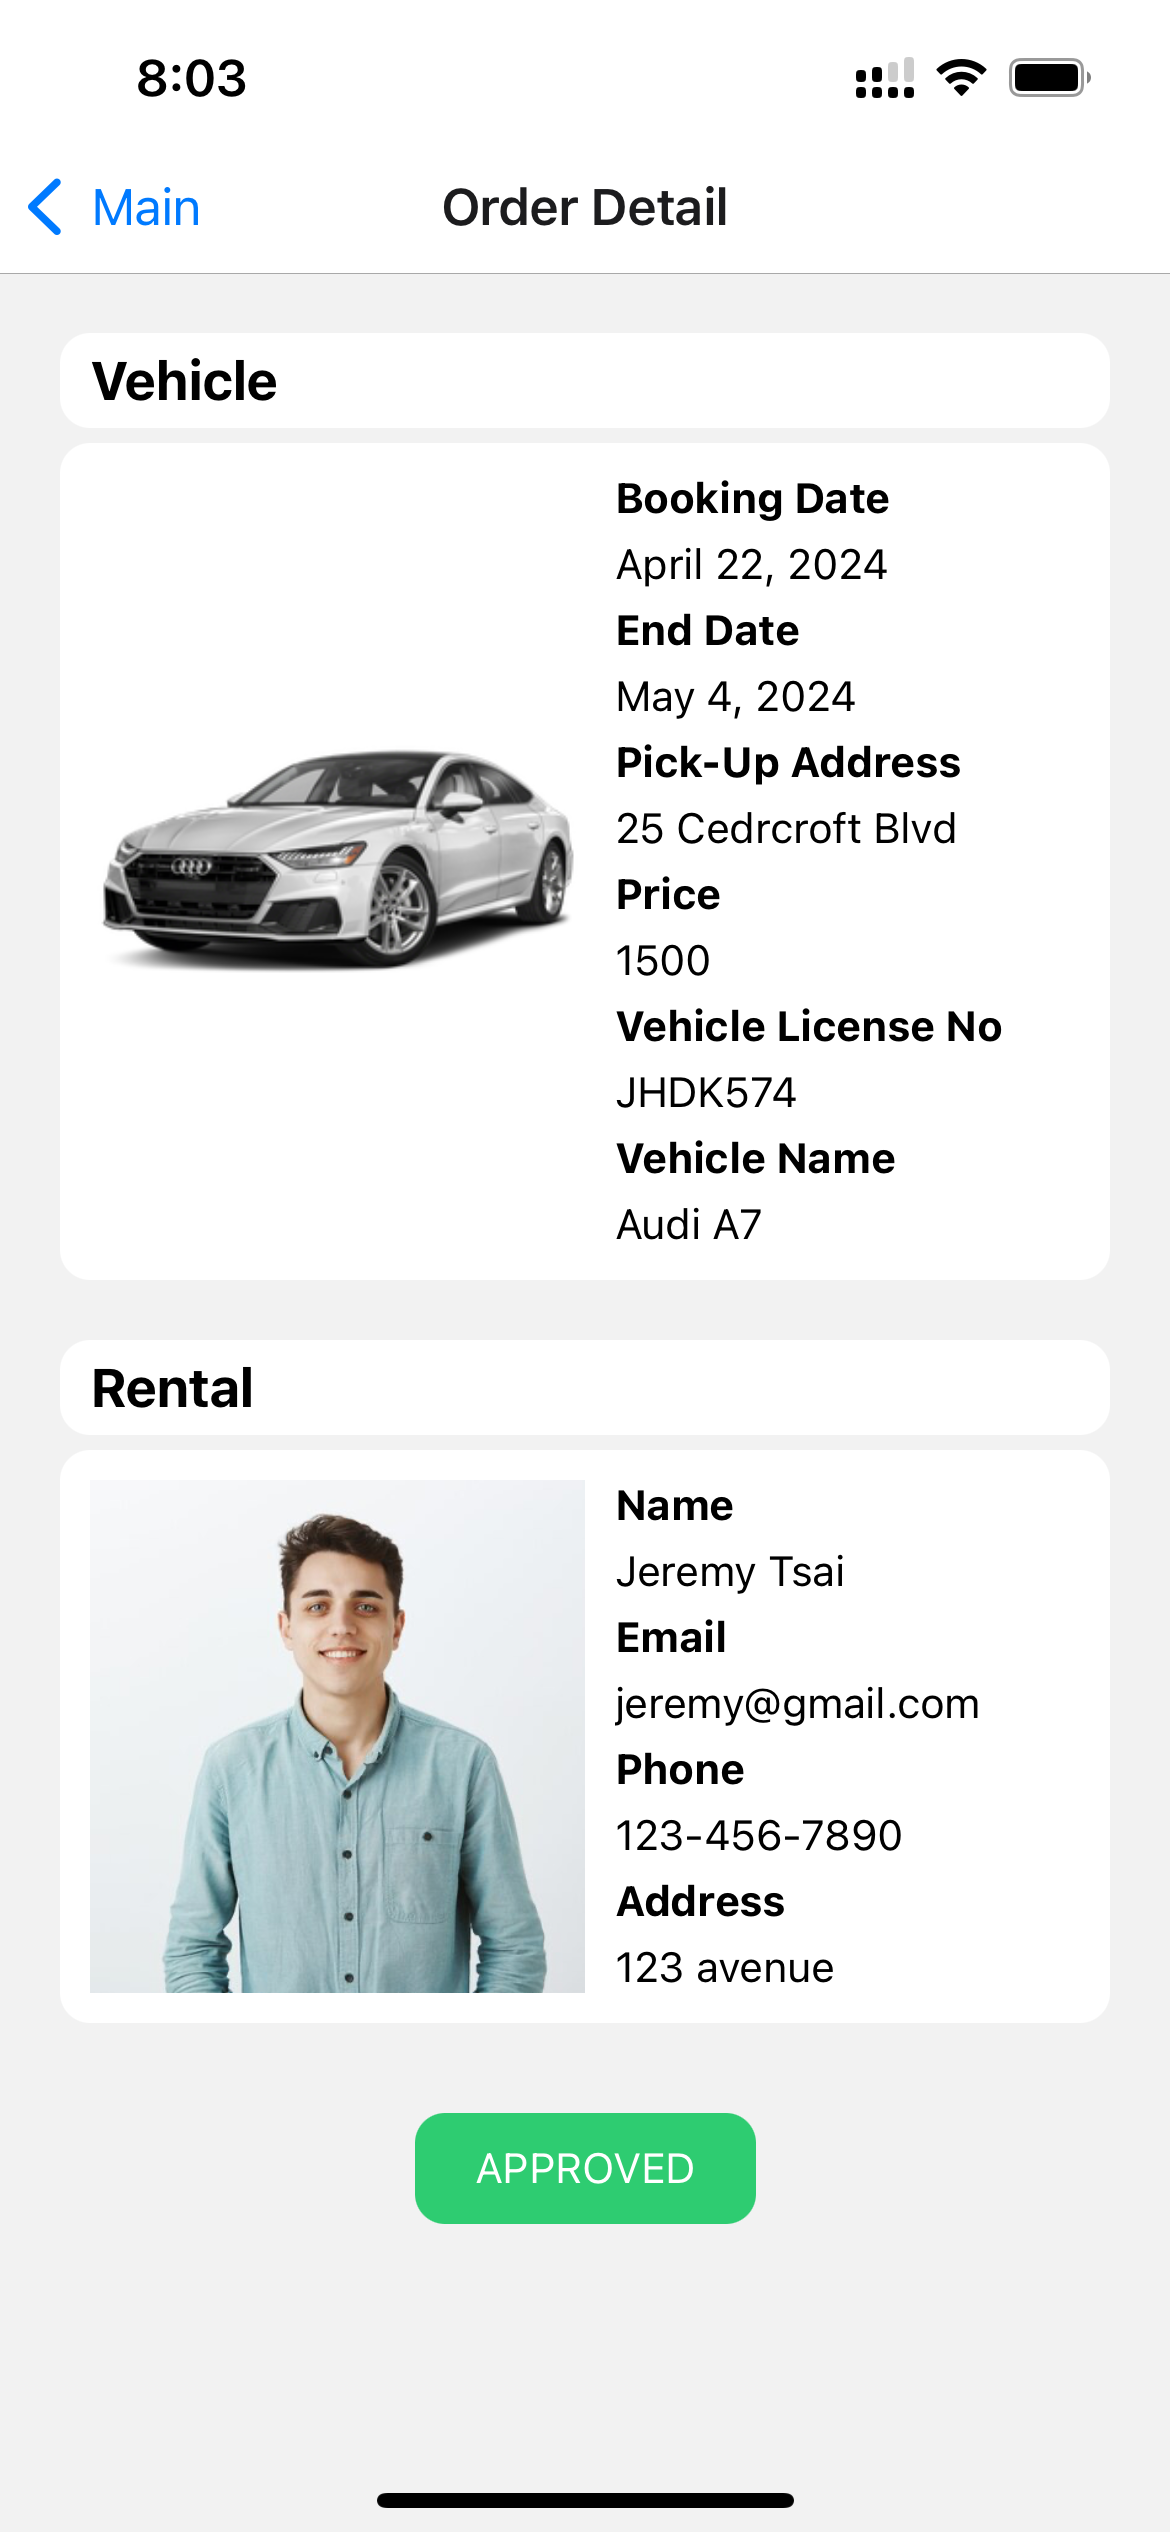 8:03
Main
Order Detail
Vehicle
Booking Date
April 22, 2024
End Date
May 4, 2024
Pick-Up Address
25 Cedrcroft Blvd
Price
1500
Vehicle License No
JHDK574
Vehicle Name
Audi A7
Rental
Name
Jeremy Tsai
Email
jeremy@gmail.com
Phone
123-456-7890
Address
123 avenue
APPROVED